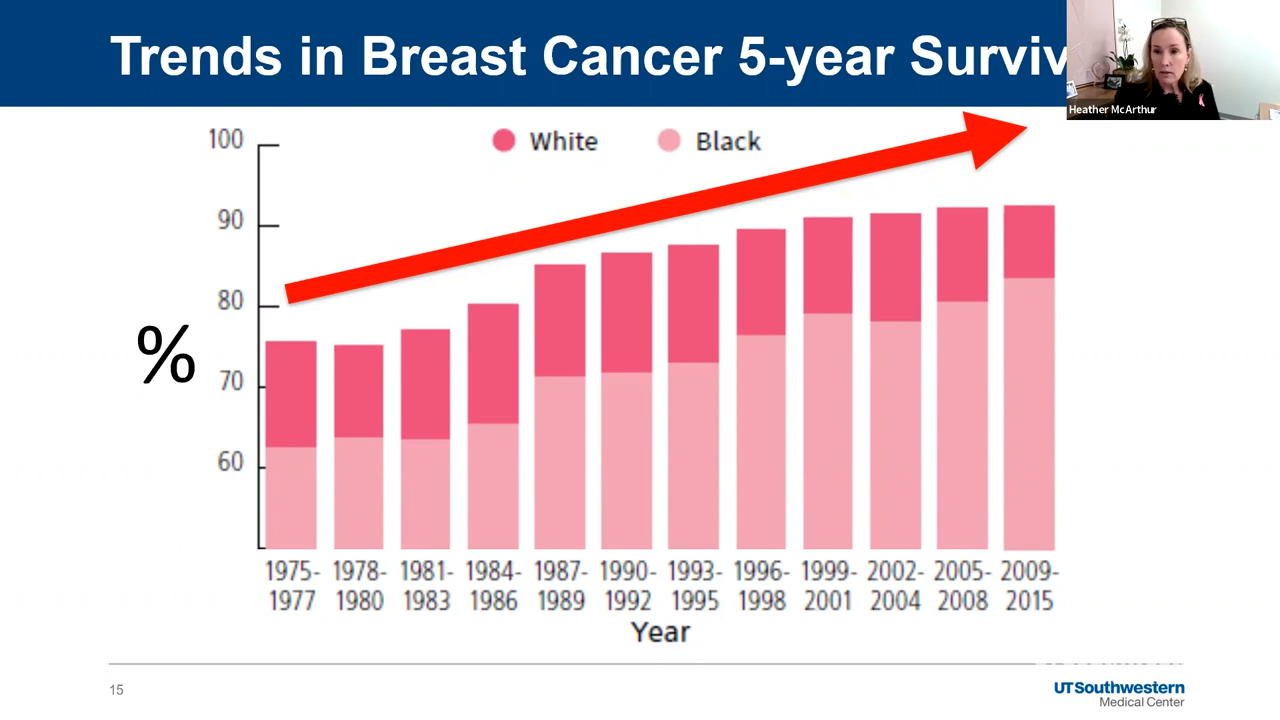 Trends in Breast Cancer 5-year Surviv
Heather McArthur
White Black
100
90
80
70
60
%
1975-1977 1978-1980 1981-1983 1984-1986 1987-1989 1990-1992 1993-1995 1996-1998 1999-2001 2002-2004 2005-2008 2009-2015
Year
15
UTSouthwestern
Medical Center